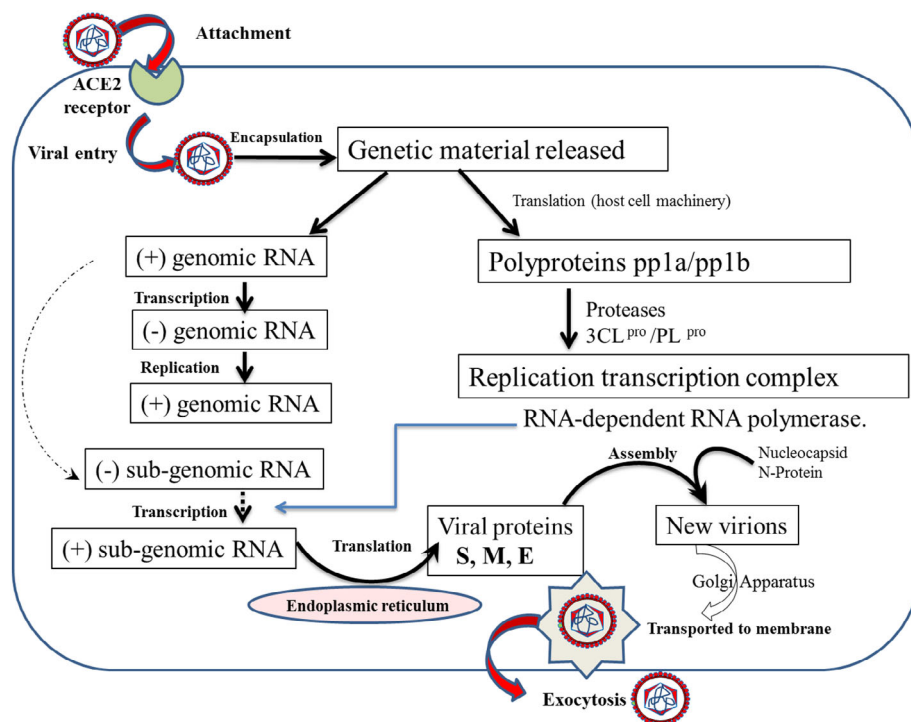 Attachment
ACE2
receptor
Viral entry
Encapsulation
Genetic material released
Translation (host cell machinery)
(+) genomic RNA
Polyproteins pp1a/pp1b
Transcription
Proteases
3CL pro /PL pro
(-) genomic RNA
Replication
Replication transcription complex
(+) genomic RNA
RNA-dependent RNA polymerase.
Assembly
Nucleocapsid
N-Protein
(-) sub-genomic RNA
Transcription
Viral proteins
S, M, E
New virions
(+) sub-genomic RNA
Translation
Golgi Apparatus
Endoplasmic reticulum
Transported to membrane
Exocytosis